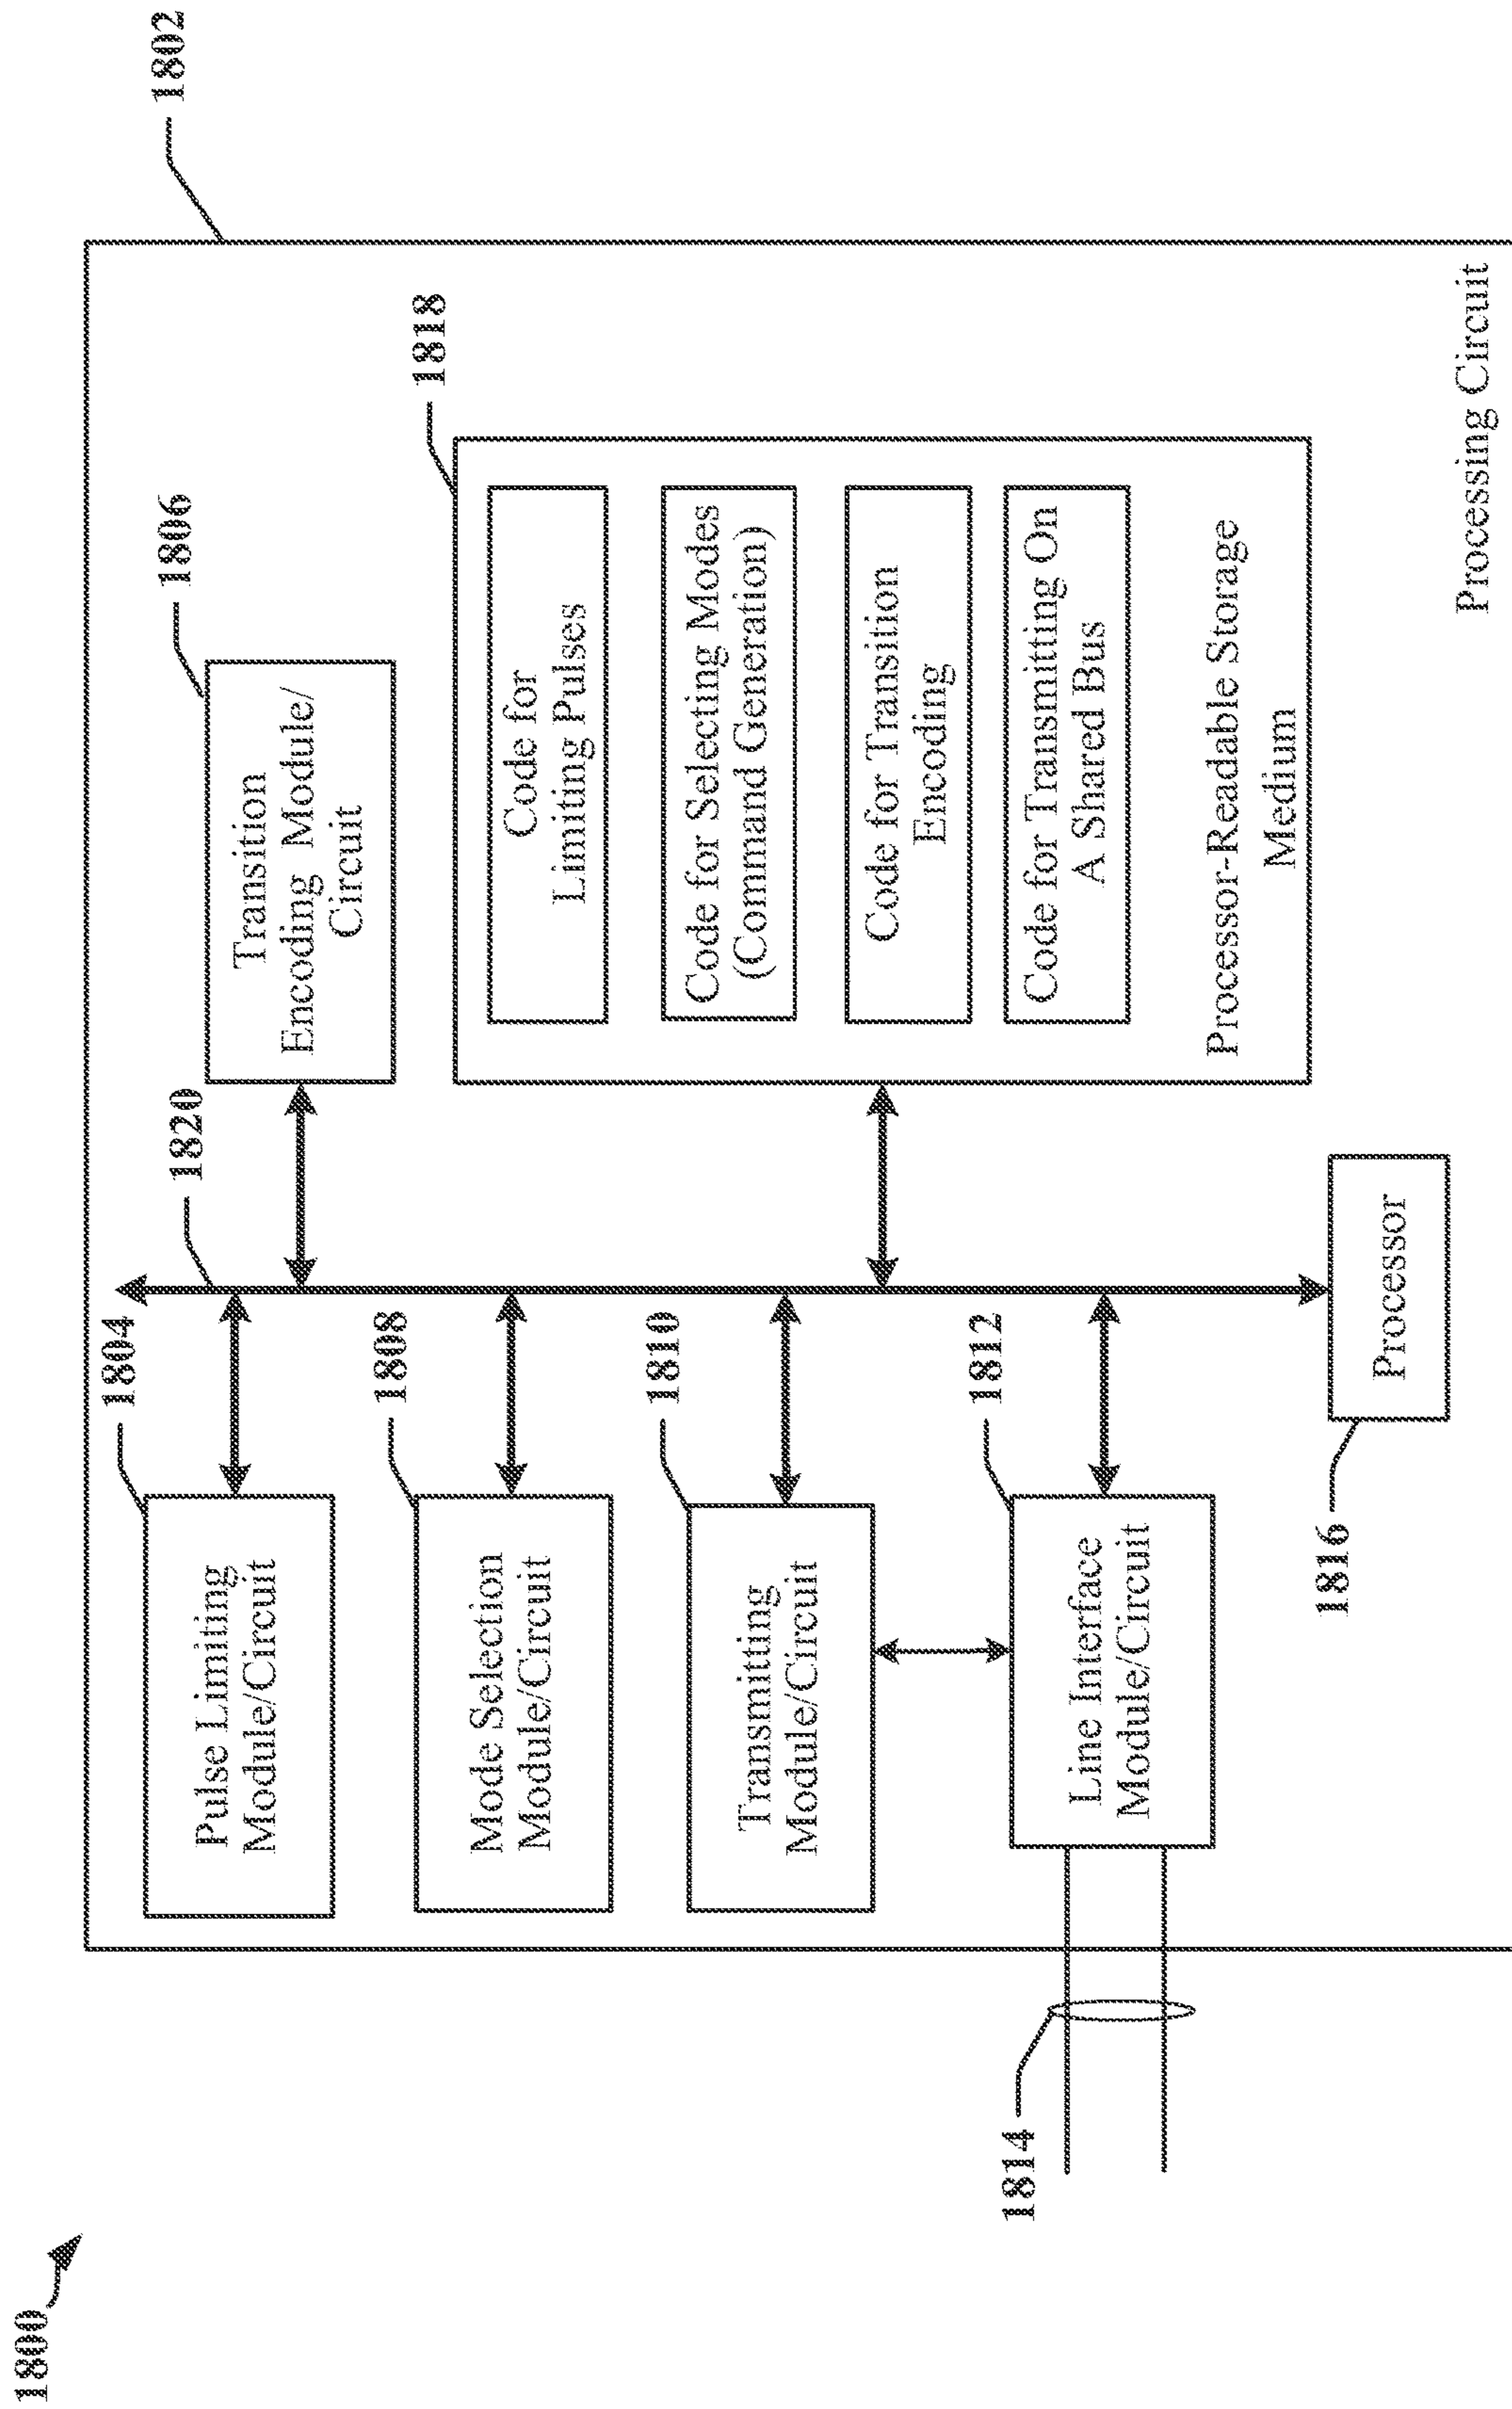 1800
1802
1804
Pulse Limiting
Module/Circuit
1820
1806
Transition
Encoding Module/
Circuit
1808
Mode Selection
Module/Circuit
1810
Transmitting
Module/Circuit
1812
Line Interface
Module/Circuit
1814
1818
Code for
Limiting Pulses
Code for Selecting Modes
(Command Generation)
Code for Transition
Encoding
Code for Transmitting On
A Shared Bus
Processor-Readable Storage
Medium
1816
Processor
Processing Circuit